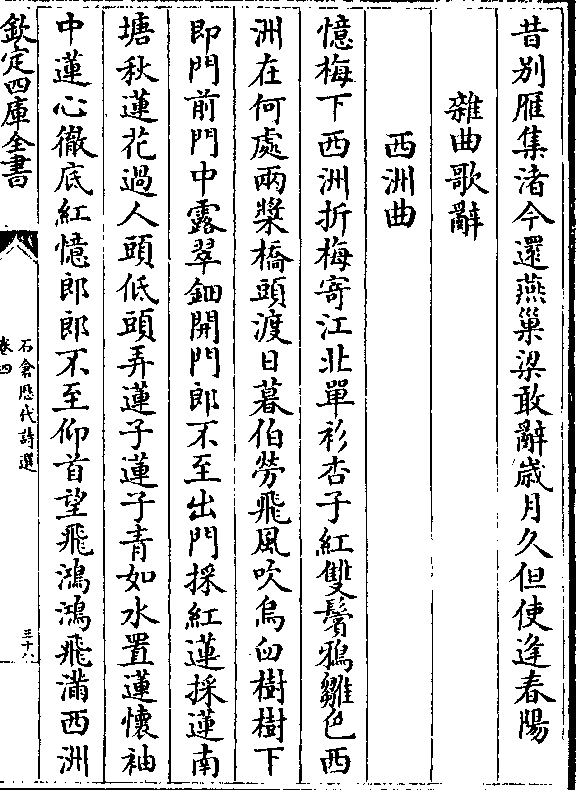 昔別雁集渚今還燕巢梁敢辭歲月久但使逢春陽
雜曲歌辭
西洲曲
憶梅下西洲折梅寄江北單衫杏子紅雙鬢鴉雛色西
洲在何處兩槳橋頭渡日暮伯勞飛風吹烏臼樹樹下
即門前門中露翠鈿開門郎不至出門採紅蓮採蓮南
塘秋蓮花過人頭低頭弄蓮子蓮子青如水置蓮懷袖
中蓮心徹底紅憶郎郎不至仰首望飛鴻鴻飛滿西洲
欽定四庫全書
石倉歷代詩選
卷四